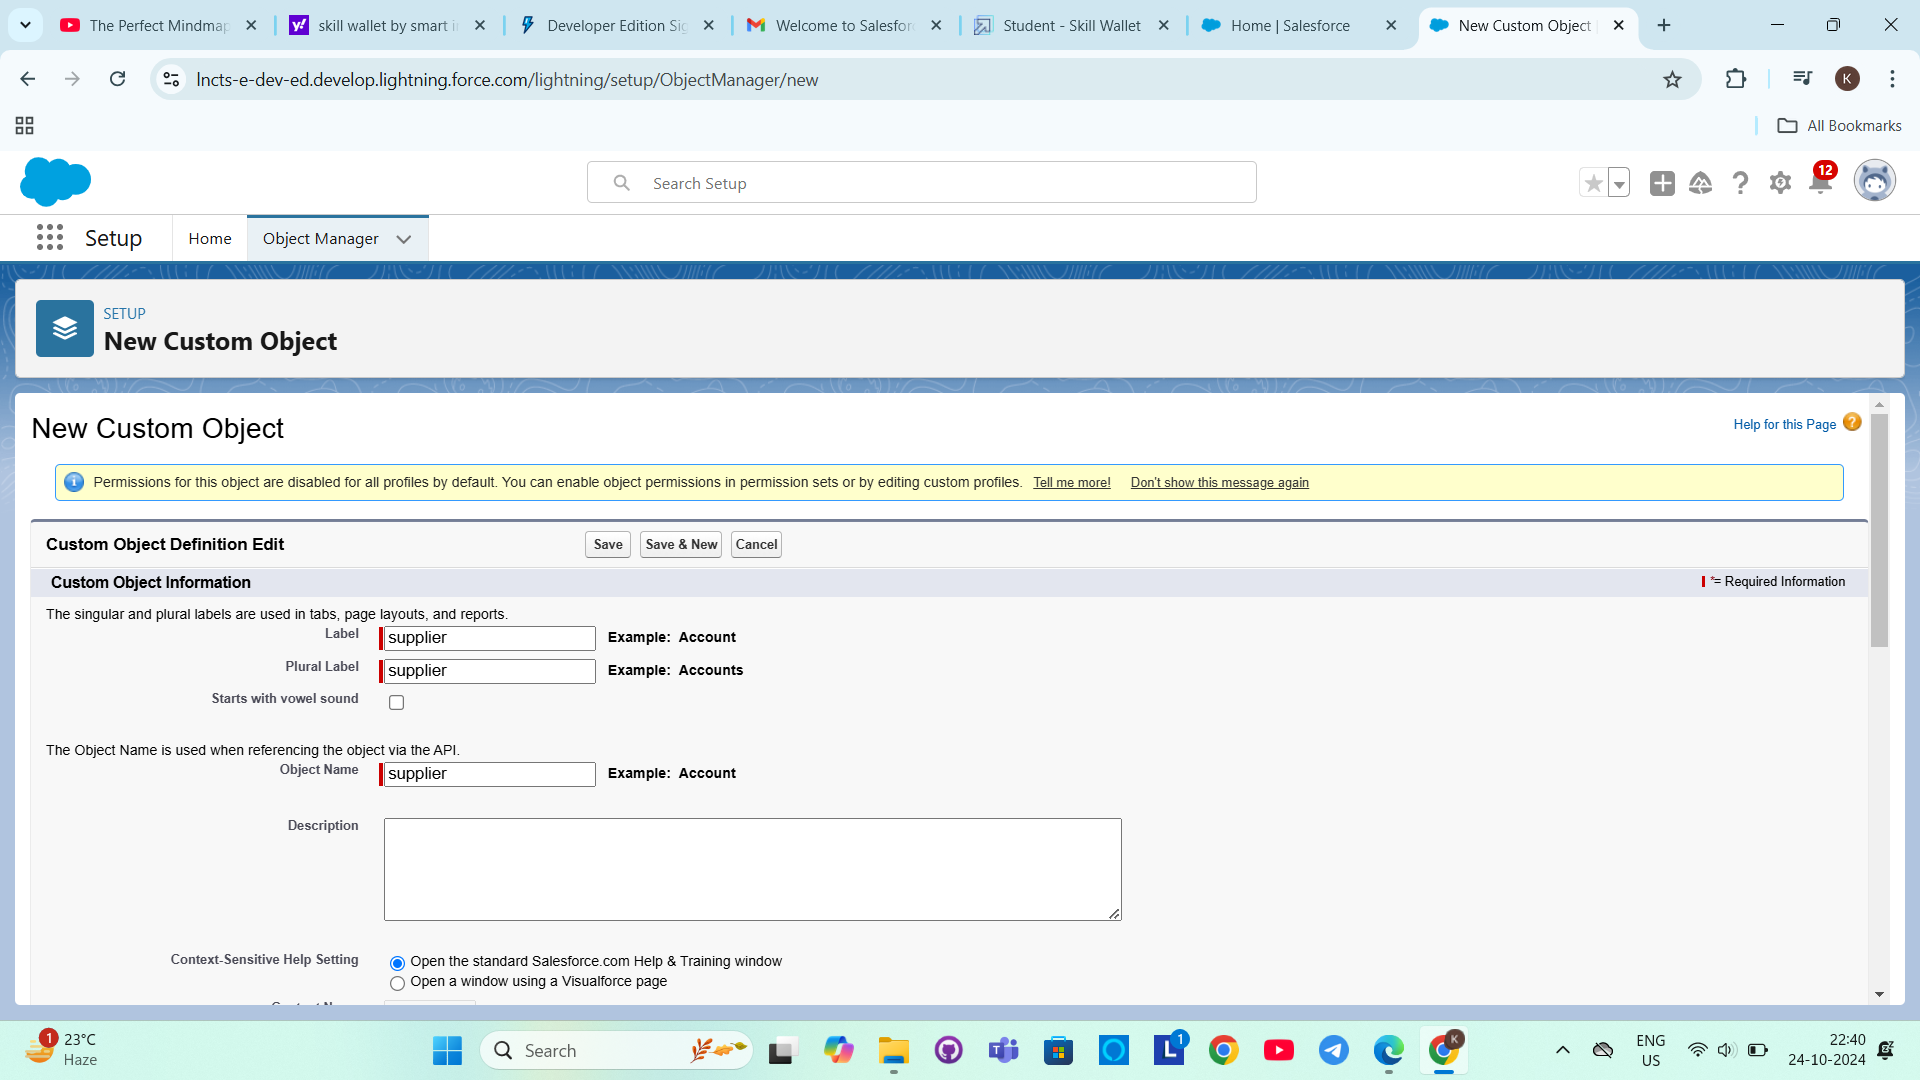 The Perfect Mindmap
skill wallet by smart i
Developer Edition Sig
Welcome to Salesforc
Student - Skill Wallet
Home | Salesforce
New Custom Object |
lncts-e-dev-ed.develop.lightning.force.com/lightning/setup/ObjectManager/new
K
All Bookmarks
Search Setup
12
Setup
Home
Object Manager
SETUP
New Custom Object
New Custom Object
Help for this Page
Permissions for this object are disabled for all profiles by default. You can enable object permissions in permission sets or by editing custom profiles. Tell me more! Don't show this message again
Custom Object Definition Edit
Save
Save & New
Cancel
Custom Object Information
*= Required Information
The singular and plural labels are used in tabs, page layouts, and reports.
Label
supplier
Example: Account
Plural Label
supplier
Example: Accounts
Starts with vowel sound
The Object Name is used when referencing the object via the API.
Object Name
supplier
Example: Account
Description
Context-Sensitive Help Setting
Open the standard Salesforce.com Help & Training window
Open a window using a Visualforce page
1
23°C
Haze
Search
1
K
ENG
US
22:40
24-10-2024